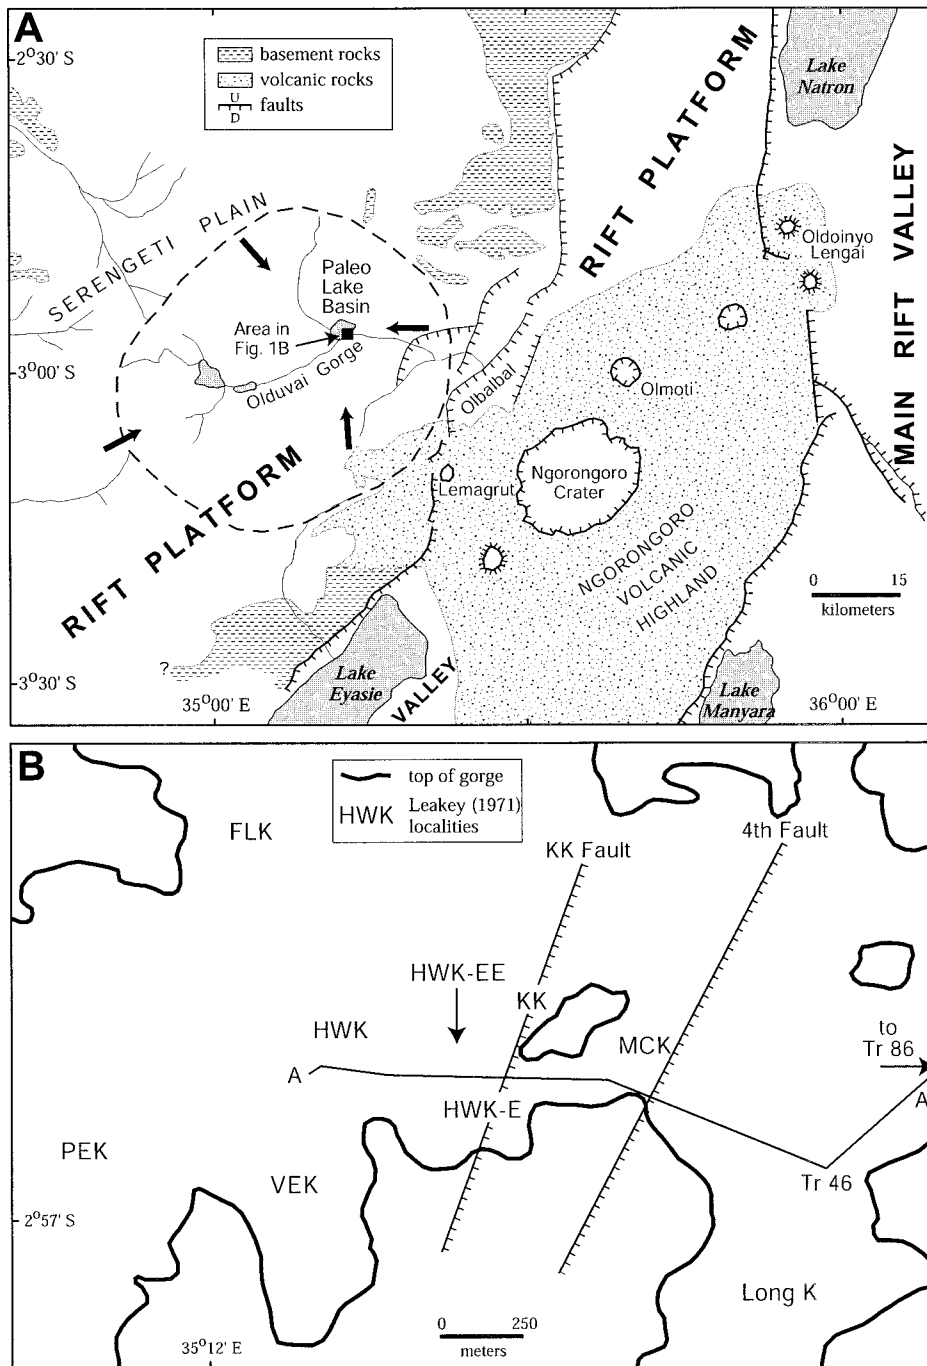 A
2°30' S
basement rocks
volcanic rocks
U
D
faults
Lake
Natron
RIFT PLATFORM
MAIN RIFT VALLEY
SERENGETI PLAIN
Oldoinyo
Lengai
Paleo
Lake
Basin
Area in
Fig. 1B
3°00' S
Olduvai Gorge
Olbalbal
Olmoti
RIFT PLATFORM
Lemagrut
Ngorongoro
Crater
NGORONGORO
VOLCANIC
HIGHLAND
0 15
kilometers
?
Lake
Eyasie
VALLEY
Lake
Manyara
3°30' S
35°00' E
36°00' E
B
top of gorge
HWK Leakey (1971)
localities
FLK
KK Fault
4th Fault
HWK-EE
KK
HWK
MCK
to
Tr 86
A
A
HWK-E
PEK
VEK
Tr 46
2°57' S
Long K
0 250
meters
35°12' E